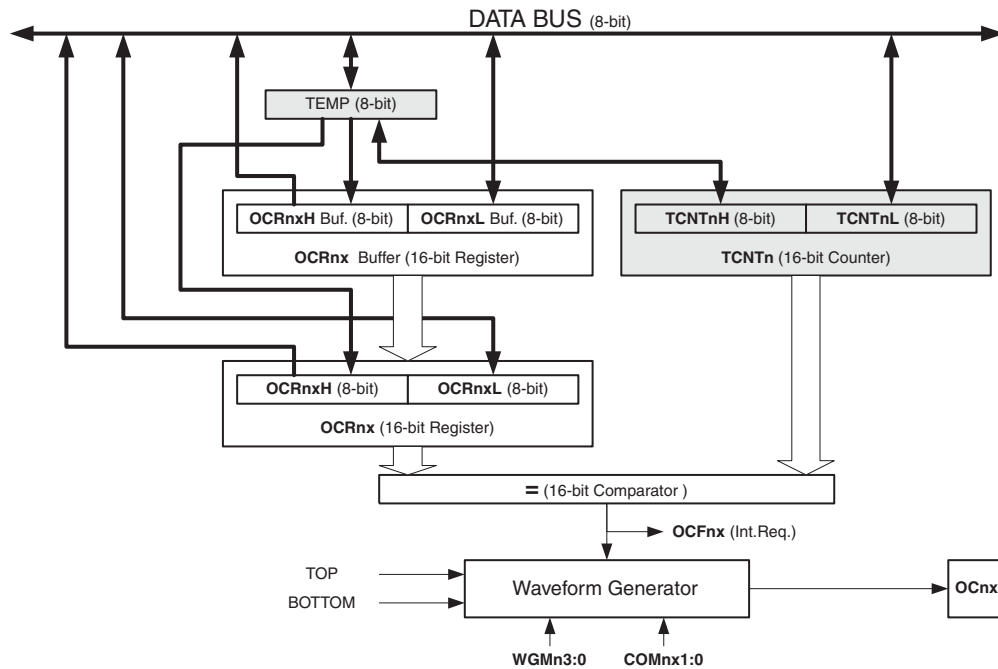 DATA BUS (8-bit)
TEMP (8-bit)
OCRnxH Buf. (8-bit) OCRnxL Buf. (8-bit)
OCRnx Buffer (16-bit Register)
TCNTnH (8-bit) TCNTnL (8-bit)
TCNTn (16-bit Counter)
OCRnxH (8-bit) OCRnxL (8-bit)
OCRnx (16-bit Register)
= (16-bit Comparator )
OCFnx (Int.Req.)
TOP
BOTTOM
Waveform Generator
OCnx
WGMn3:0 COMnx1:0